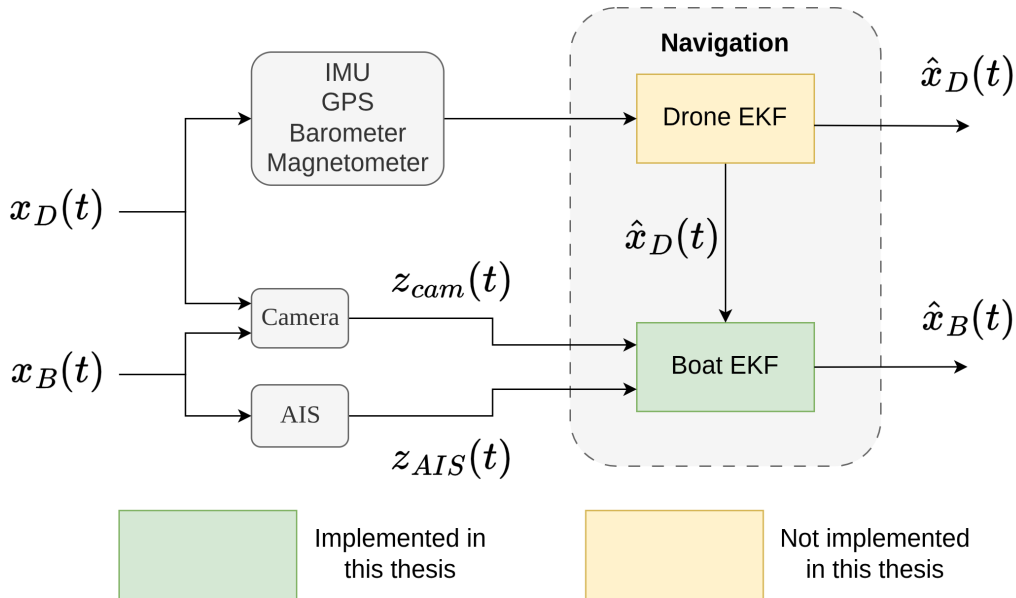 Navigation
IMU
GPS
Barometer
Magnetometer
Drone EKF
x̂_D(t)
x_D(t)
x̂_D(t)
z_cam(t)
Camera
x̂_B(t)
Boat EKF
x_B(t)
AIS
z_AIS(t)
Implemented in
this thesis
Not implemented
in this thesis